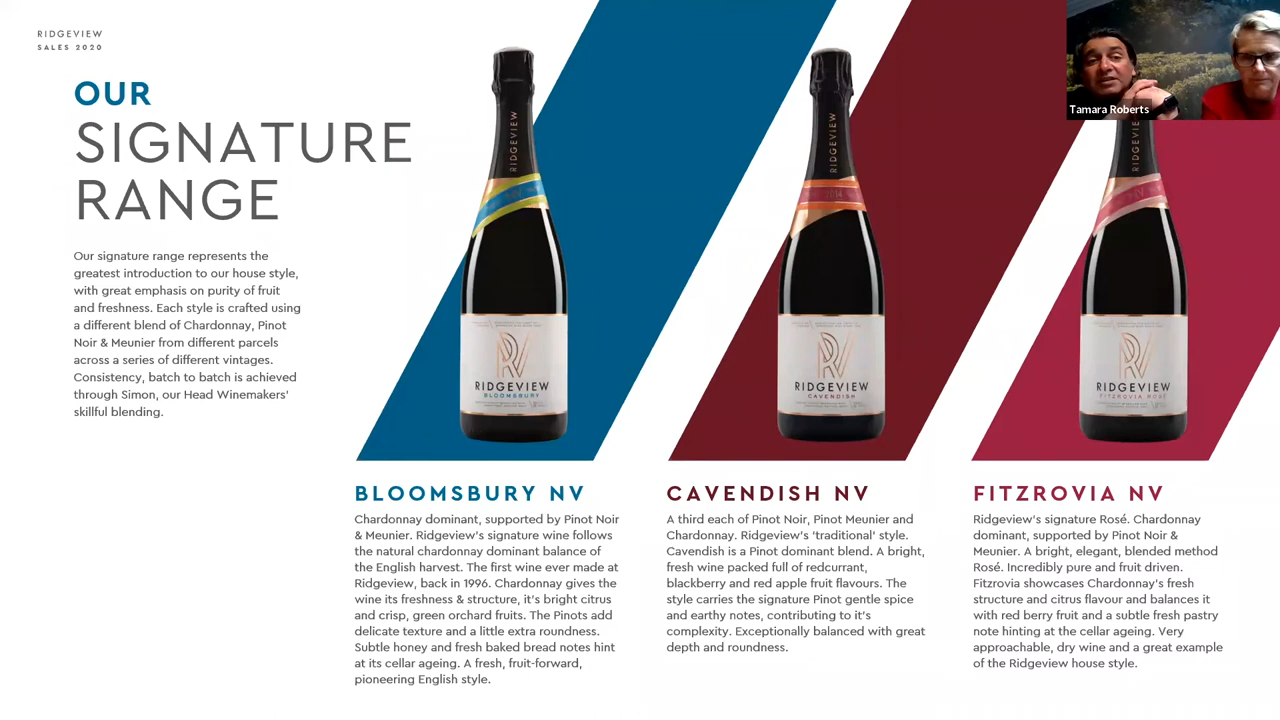 RIDGEVIEW
SALES 2020
OUR
SIGNATURE
RANGE
Our signature range represents the
greatest introduction to our house style,
with great emphasis on purity of fruit
and freshness. Each style is crafted using
a different blend of Chardonnay, Pinot
Noir & Meunier from different parcels
across a series of different vintages.
Consistency, batch to batch is achieved
through Simon, our Head Winemakers'
skillful blending.
RIDGEVIEW
RIDGEVIEW
BLOOMSBURY
RIDGEVIEW
RIDGEVIEW
CAVENDISH
Tamara Roberts
RIDGEVIEW
RIDGEVIEW
FITZROVIA ROSÉ
BLOOMSBURY NV
Chardonnay dominant, supported by Pinot Noir
& Meunier. Ridgeview's signature wine follows
the natural chardonnay dominant balance of
the English harvest. The first wine ever made at
Ridgeview, back in 1996. Chardonnay gives the
wine its freshness & structure, it's bright citrus
and crisp, green orchard fruits. The Pinots add
delicate texture and a little extra roundness.
Subtle honey and fresh baked bread notes hint
at its cellar ageing. A fresh, fruit-forward,
pioneering English style.
CAVENDISH NV
A third each of Pinot Noir, Pinot Meunier and
Chardonnay. Ridgeview's 'traditional' style.
Cavendish is a Pinot dominant blend. A bright,
fresh wine packed full of redcurrant,
blackberry and red apple fruit flavours. The
style carries the signature Pinot gentle spice
and earthy notes, contributing to it's
complexity. Exceptionally balanced with great
depth and roundness.
FITZROVIA NV
Ridgeview's signature Rosé. Chardonnay
dominant, supported by Pinot Noir &
Meunier. A bright, elegant, blended method
Rosé. Incredibly pure and fruit driven.
Fitzrovia showcases Chardonnay's fresh
structure and citrus flavour and balances it
with red berry fruit and a subtle fresh pastry
note hinting at the cellar ageing. Very
approachable, dry wine and a great example
of the Ridgeview house style.